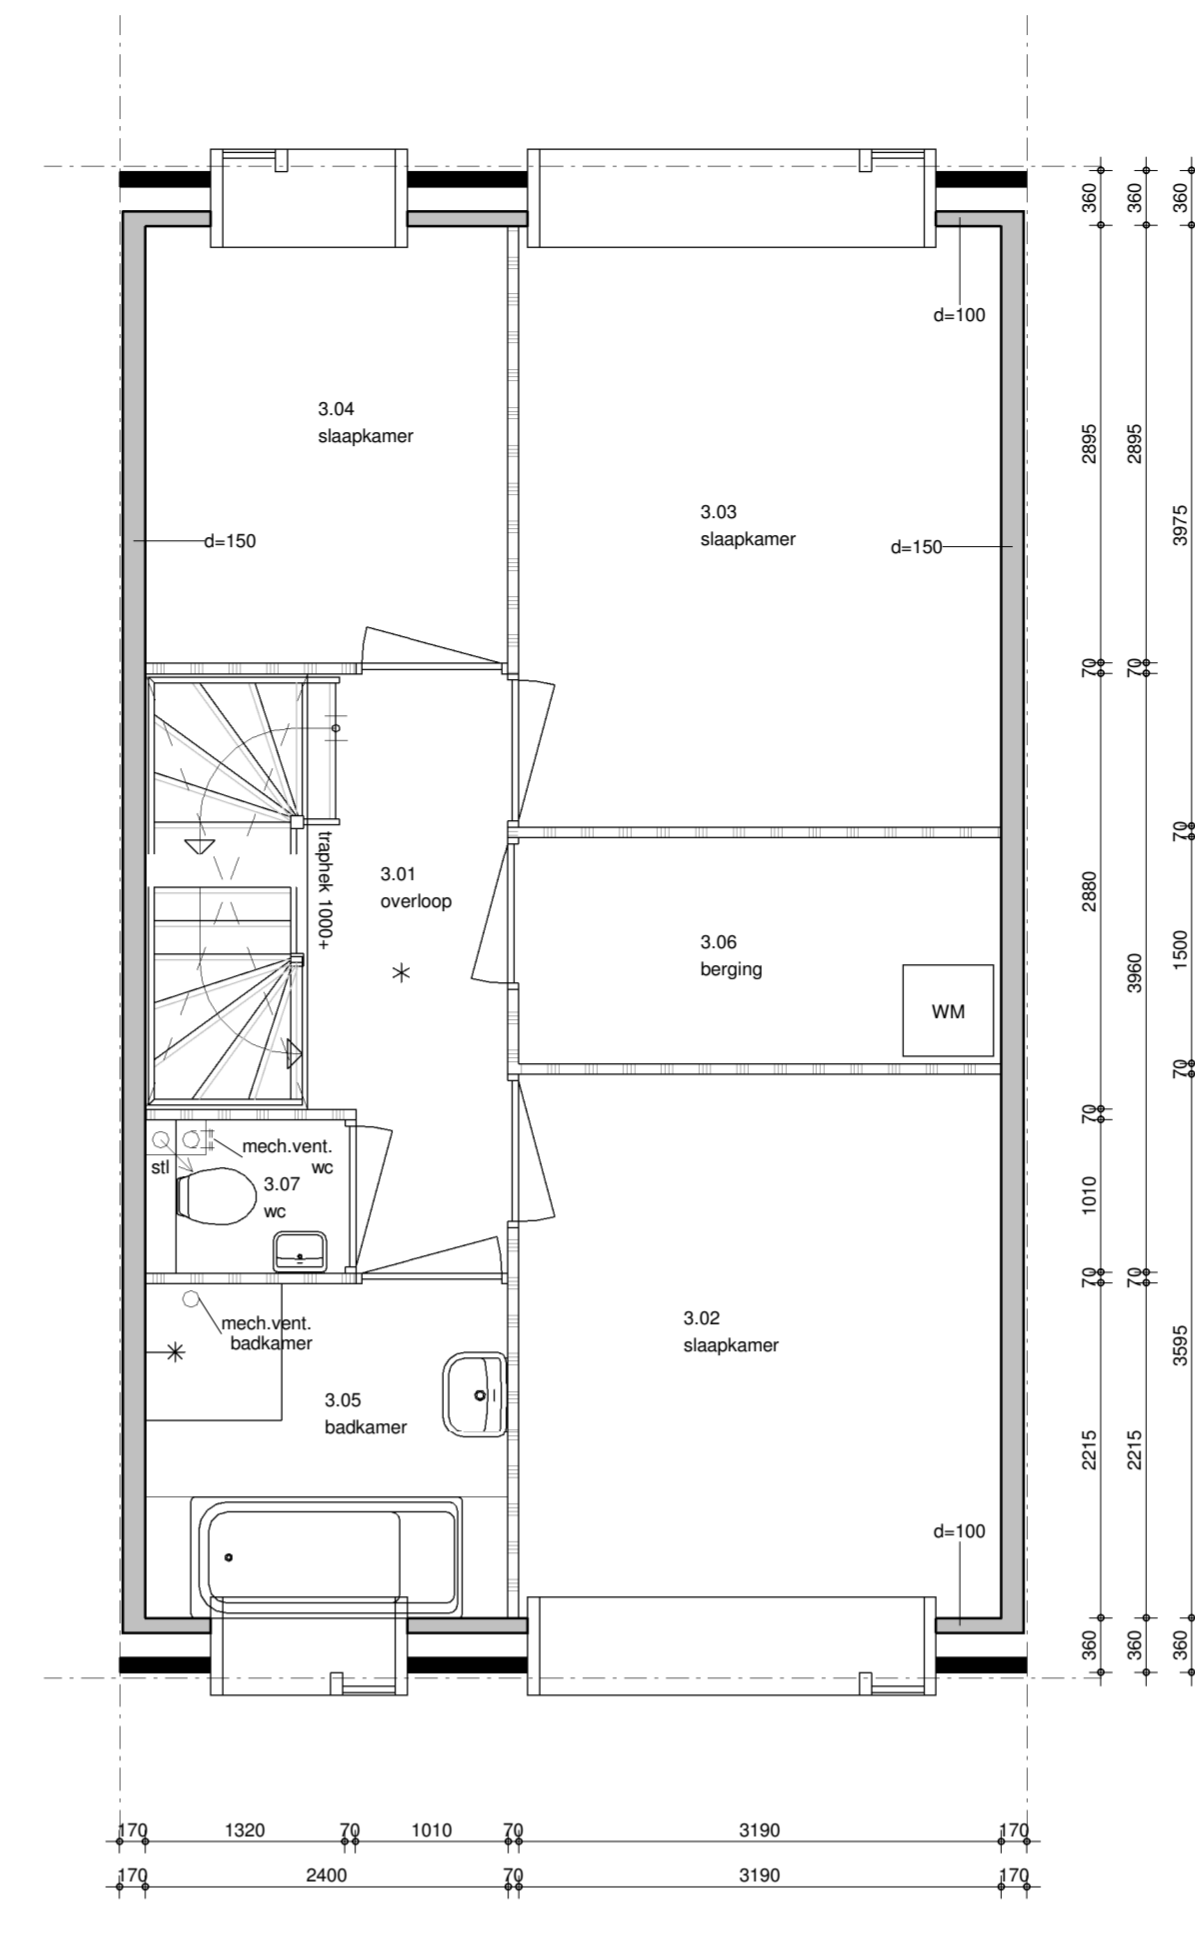 360
360
360
d=100
3.04
slaapkamer
2895
2895
3.03
slaapkamer
3975
d=150
d=150
70
70
traphek 1000+
3.01
overloop
70
2880
3.06
berging
1500
3960
WM
70
70
mech.vent.
wc
stl
3.07
wc
1010
70
70
mech.vent.
badkamer
3.02
slaapkamer
3595
3.05
badkamer
2215
2215
d=100
360
360
360
170 1320 70 1010 70 3190 170
170 2400 70 3190 170